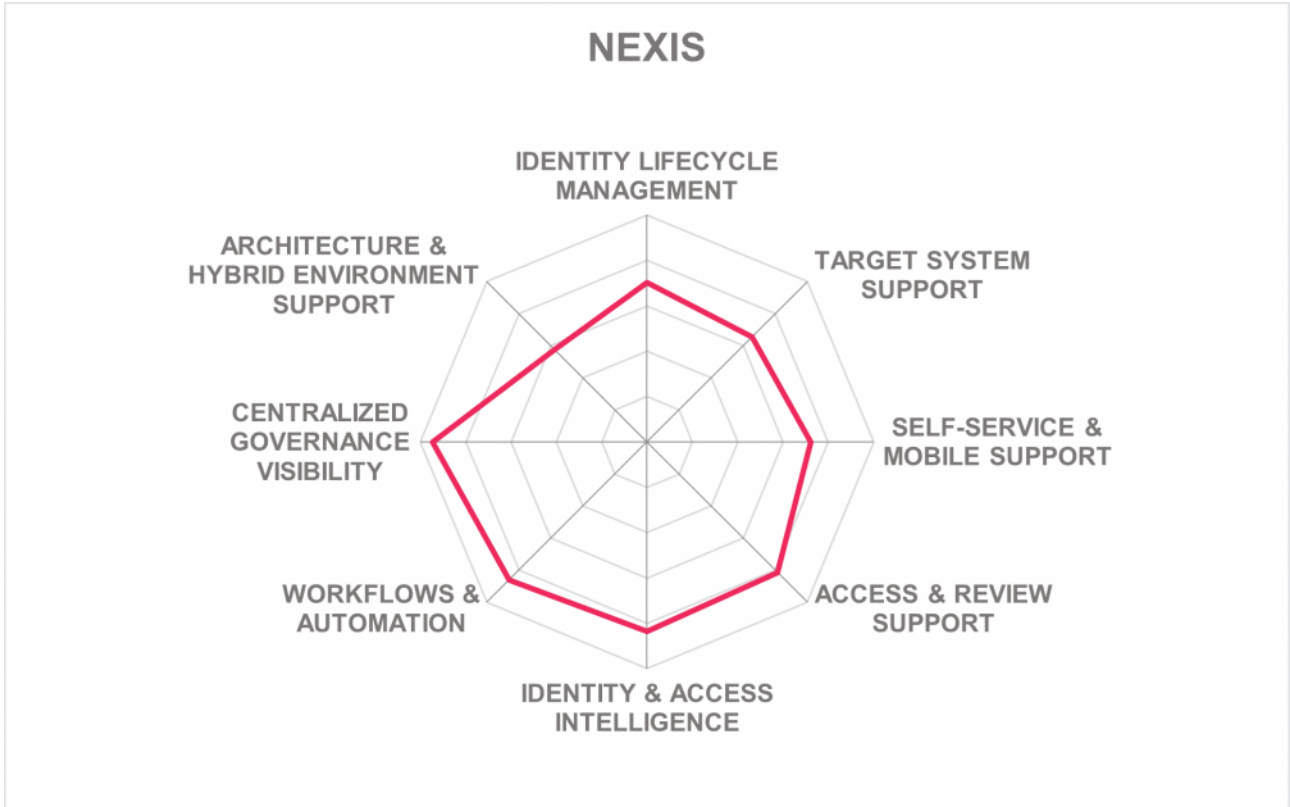 NEXIS
IDENTITY LIFECYCLE
MANAGEMENT
TARGET SYSTEM
SUPPORT
SELF-SERVICE &
MOBILE SUPPORT
ACCESS & REVIEW
SUPPORT
IDENTITY & ACCESS
INTELLIGENCE
WORKFLOWS &
AUTOMATION
CENTRALIZED
GOVERNANCE
VISIBILITY
ARCHITECTURE &
HYBRID ENVIRONMENT
SUPPORT